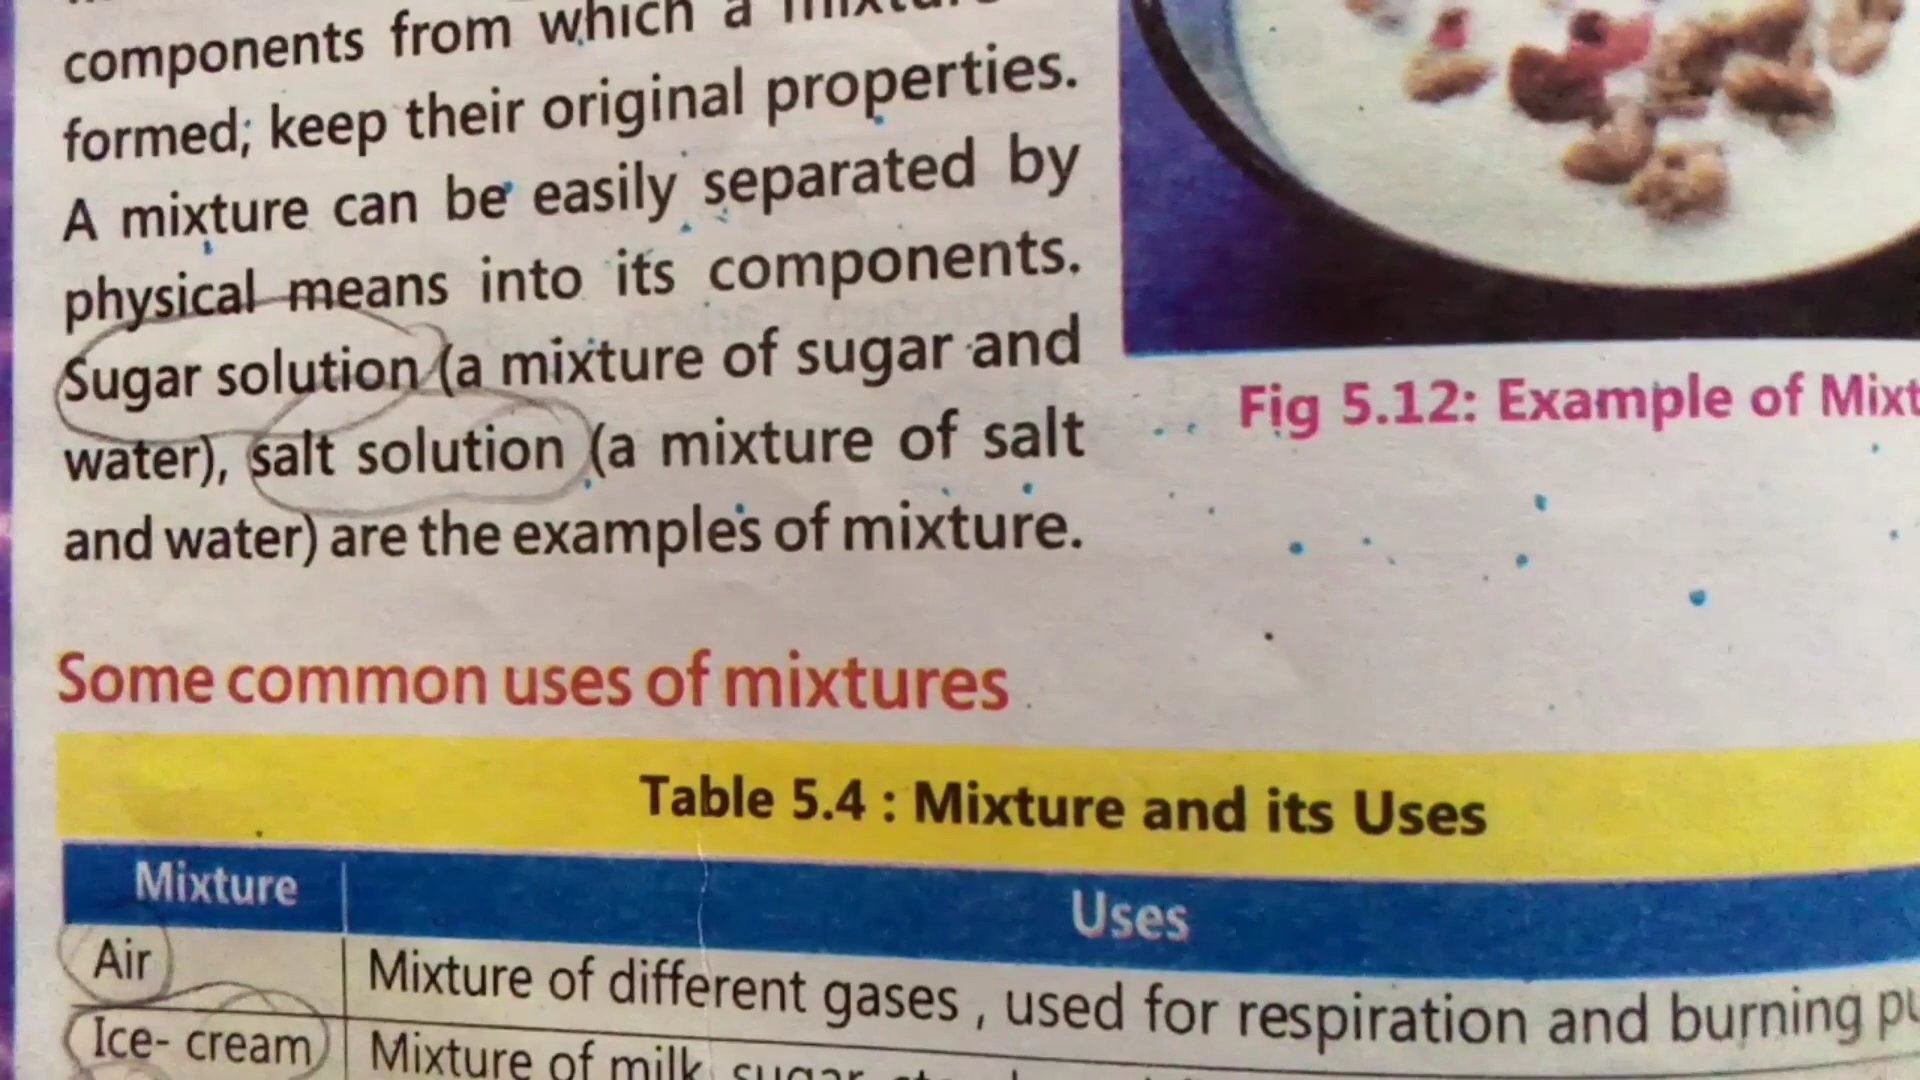 components from which a mixture
formed; keep their original properties.
A mixture can be easily separated by
physical means into its components.
Sugar solution (a mixture of sugar and
water), salt solution (a mixture of salt
and water) are the examples of mixture.
Fig 5.12: Example of Mixt
Some common uses of mixtures
Table 5.4 : Mixture and its Uses
Mixture Uses
Air Mixture of different gases , used for respiration and burning pu
Ice- cream Mixture of milk, sugar